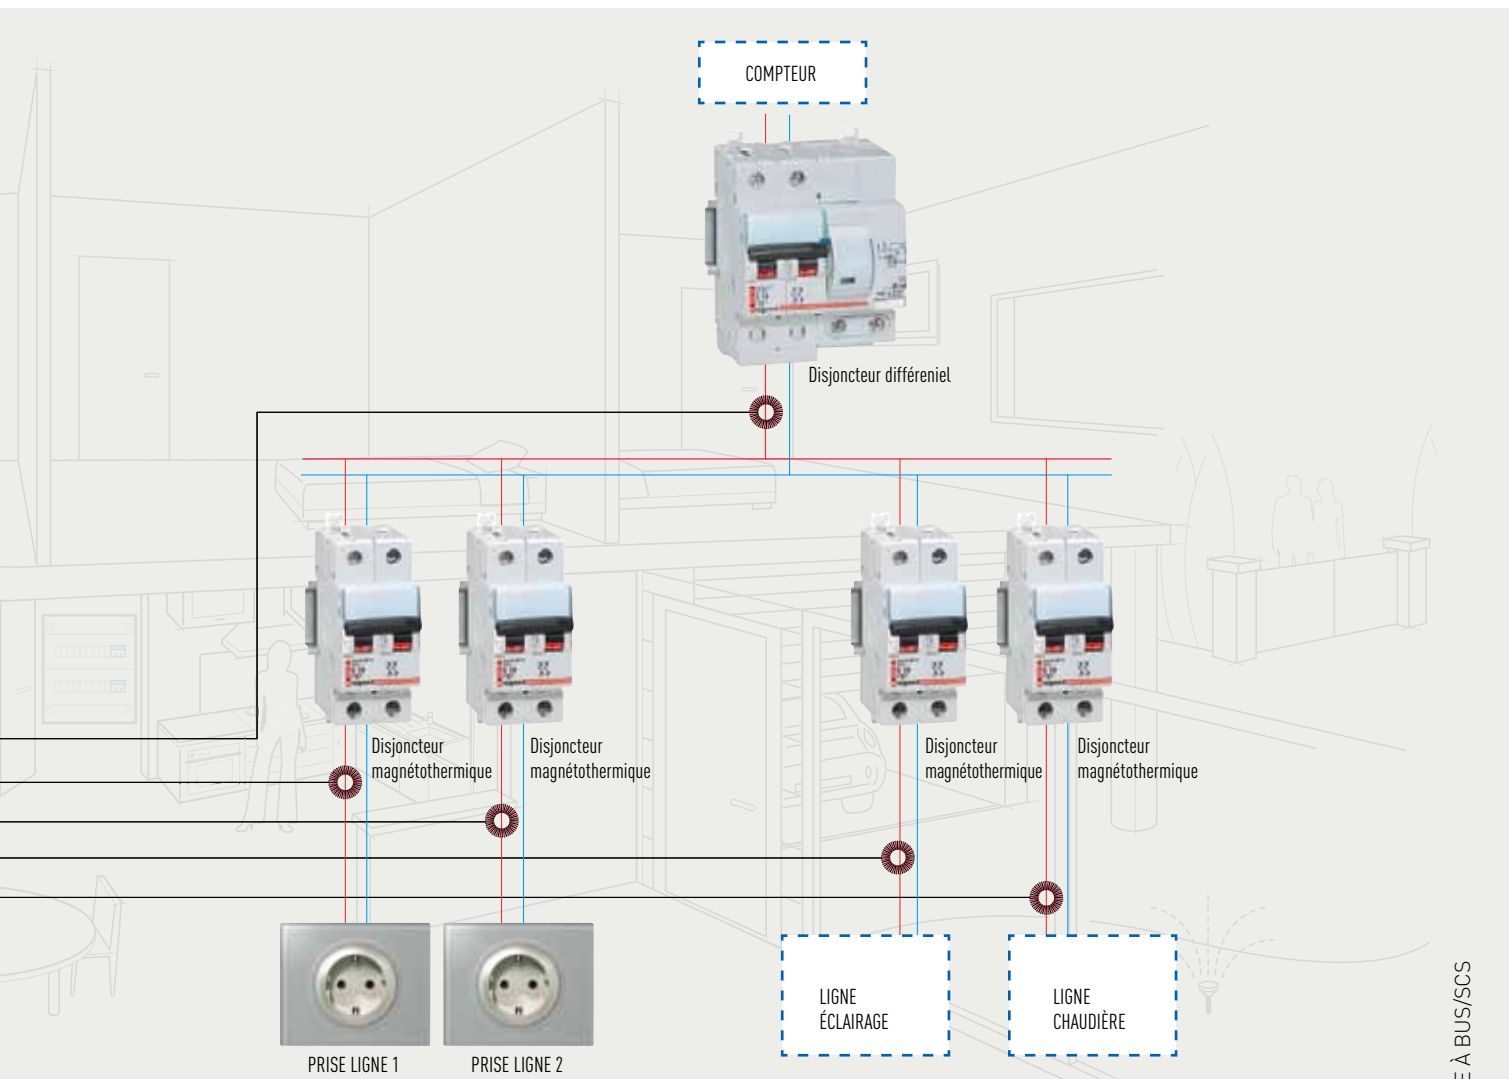 COMPTEUR
Disjoncteur différeniel
Disjoncteur
magnétothermique
Disjoncteur
magnétothermique
Disjoncteur
magnétothermique
Disjoncteur
magnétothermique
LIGNE
ÉCLAIRAGE
LIGNE
CHAUDIÈRE
PRISE LIGNE 1
PRISE LIGNE 2
À BUS/SCS